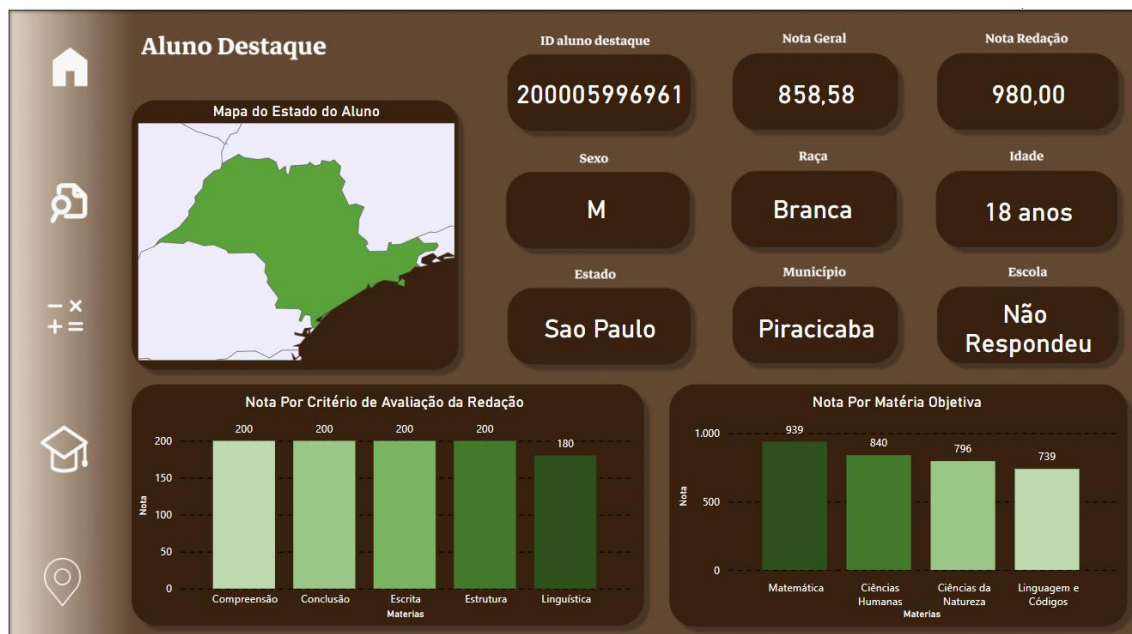 Aluno Destaque
ID aluno destaque
200005996961
Nota Geral
858,58
Nota Redação
980,00
Mapa do Estado do Aluno
Sexo
M
Raça
Branca
Idade
18 anos
Estado
Sao Paulo
Município
Piracicaba
Escola
Não
Respondeu
Nota Por Critério de Avaliação da Redação
200 200 200 200 180
200
150
100
50
0
Nota
Compreensão Conclusão Escrita Estrutura Linguística
Materias
Nota Por Matéria Objetiva
939 840 796 739
1.000
500
0
Nota
Matemática
Ciências
Humanas
Ciências da
Natureza
Linguagem e
Códigos
Materias